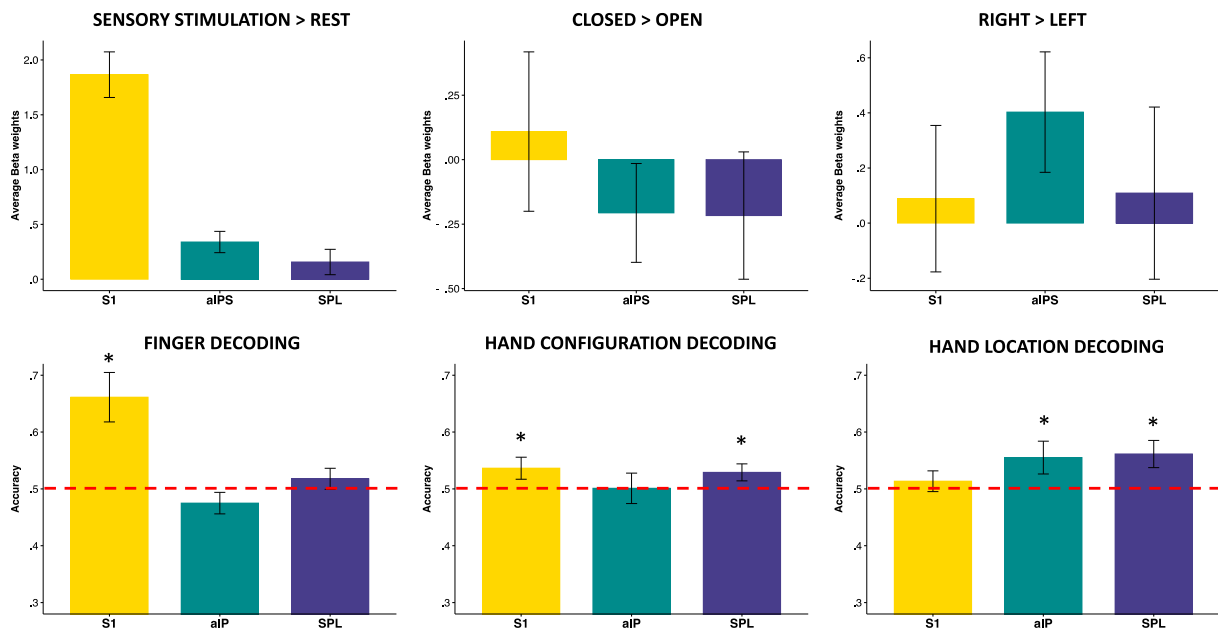 SENSORY STIMULATION > REST
CLOSED > OPEN
RIGHT > LEFT
Average Beta weights
2.0
1.5
1.0
.5
.0
S1
aIPS
SPL
Average Beta weights
.25
.00
-.25
- .50
S1
aIPS
SPL
Average Beta weights
.6
.4
.2
.0
-.2
S1
aIPS
SPL
FINGER DECODING
HAND CONFIGURATION DECODING
HAND LOCATION DECODING
Accuracy
.7
.6
.5
.4
.3
*
S1
aIP
SPL
Accuracy
.7
.6
.5
.4
.3
*
*
S1
aIP
SPL
Accuracy
.7
.6
.5
.4
.3
*
*
S1
aIP
SPL